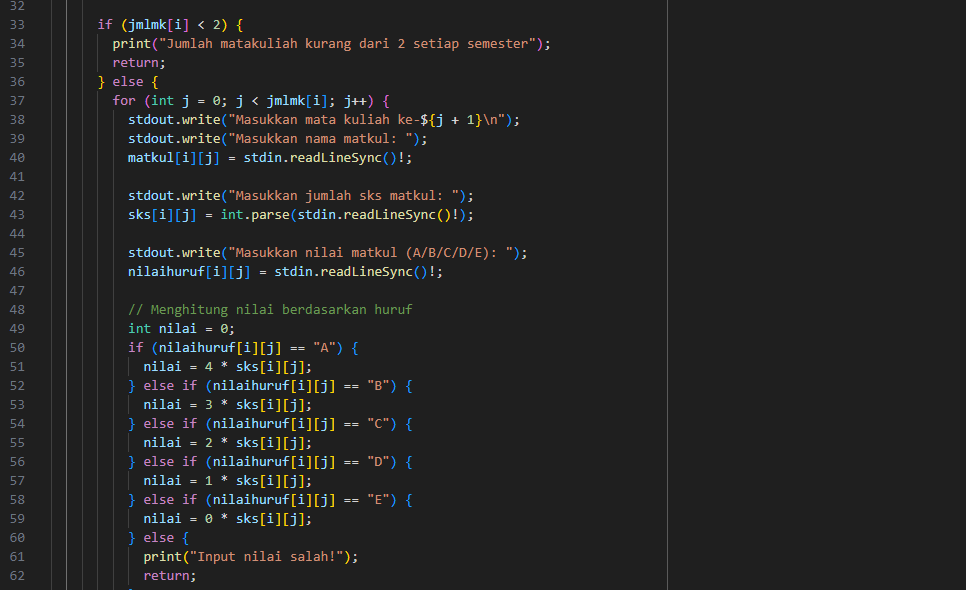 32
33 if (jmlmk[i] < 2) {
34 print("Jumlah matakuliah kurang dari 2 setiap semester");
35 return;
36 } else {
37 for (int j = 0; j < jmlmk[i]; j++) {
38 stdout.write("Masukkan mata kuliah ke-${j + 1}\n");
39 stdout.write("Masukkan nama matkul: ");
40 matkul[i][j] = stdin.readLineSync()!;
41
42 stdout.write("Masukkan jumlah sks matkul: ");
43 sks[i][j] = int.parse(stdin.readLineSync()!);
44
45 stdout.write("Masukkan nilai matkul (A/B/C/D/E): ");
46 nilaihuruf[i][j] = stdin.readLineSync()!;
47
48 // Menghitung nilai berdasarkan huruf
49 int nilai = 0;
50 if (nilaihuruf[i][j] == "A") {
51 nilai = 4 * sks[i][j];
52 } else if (nilaihuruf[i][j] == "B") {
53 nilai = 3 * sks[i][j];
54 } else if (nilaihuruf[i][j] == "C") {
55 nilai = 2 * sks[i][j];
56 } else if (nilaihuruf[i][j] == "D") {
57 nilai = 1 * sks[i][j];
58 } else if (nilaihuruf[i][j] == "E") {
59 nilai = 0 * sks[i][j];
60 } else {
61 print("Input nilai salah!");
62 return;